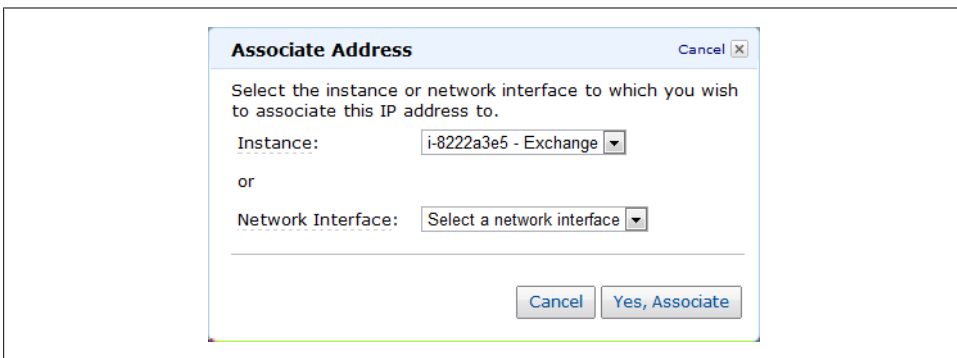 Associate Address
Cancel
Select the instance or network interface to which you wish
to associate this IP address to.
Instance: i-8222a3e5 - Exchange
or
Network Interface: Select a network interface
Cancel Yes, Associate